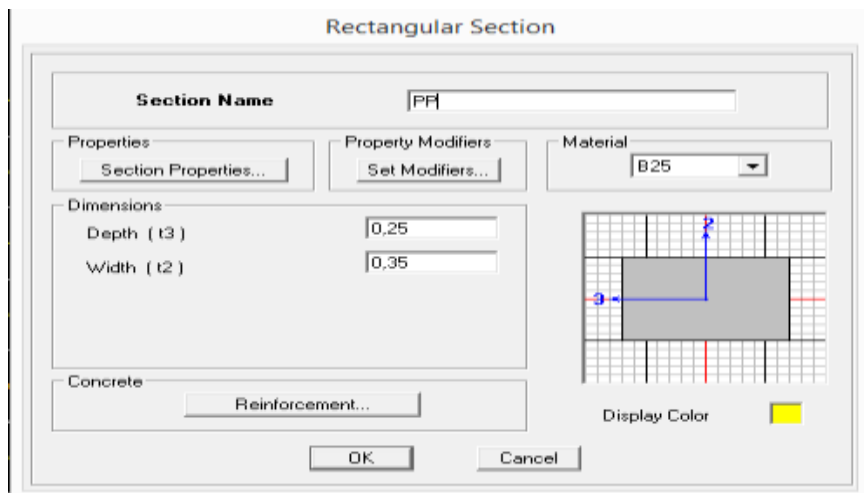 Rectangular Section
Section Name PP
Properties Property Modifiers Material
Section Properties... Set Modifiers... B25
Dimensions
Depth ( t3 ) 0,25
Width ( t2 ) 0,35
2
3
Concrete
Reinforcement...
Display Color
OK Cancel